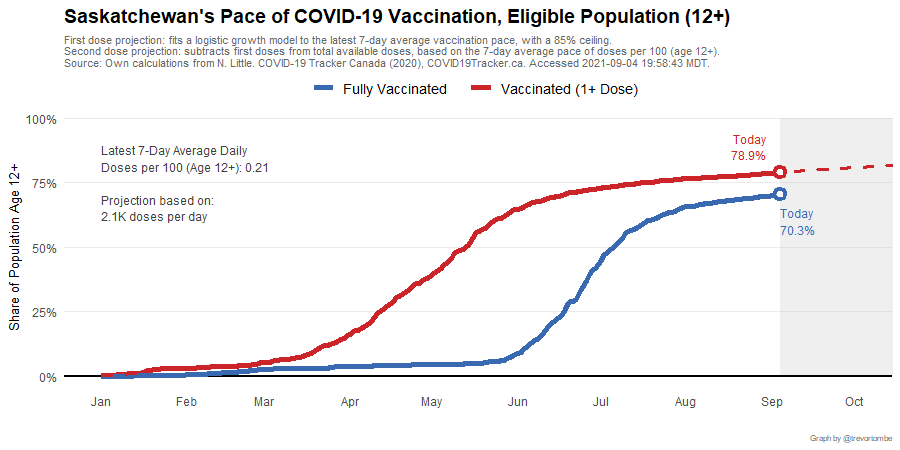 Saskatchewan's Pace of COVID-19 Vaccination, Eligible Population (12+)
First dose projection: fits a logistic growth model to the latest 7-day average vaccination pace, with a 85% ceiling.
Second dose projection: subtracts first doses from total available doses, based on the 7-day average pace of doses per 100 (age 12+).
Source: Own calculations from N. Little. COVID-19 Tracker Canada (2020), COVID19Tracker.ca. Accessed 2021-09-04 19:58:43 MDT.
Fully Vaccinated Vaccinated (1+ Dose)
100%
Today
78.9%
Latest 7-Day Average Daily
Doses per 100 (Age 12+): 0.21
75%
Projection based on:
2.1K doses per day
Today
70.3%
50%
25%
0%
Share of Population Age 12+
Jan Feb Mar Apr May Jun Jul Aug Sep Oct
Graph by @trevortombe